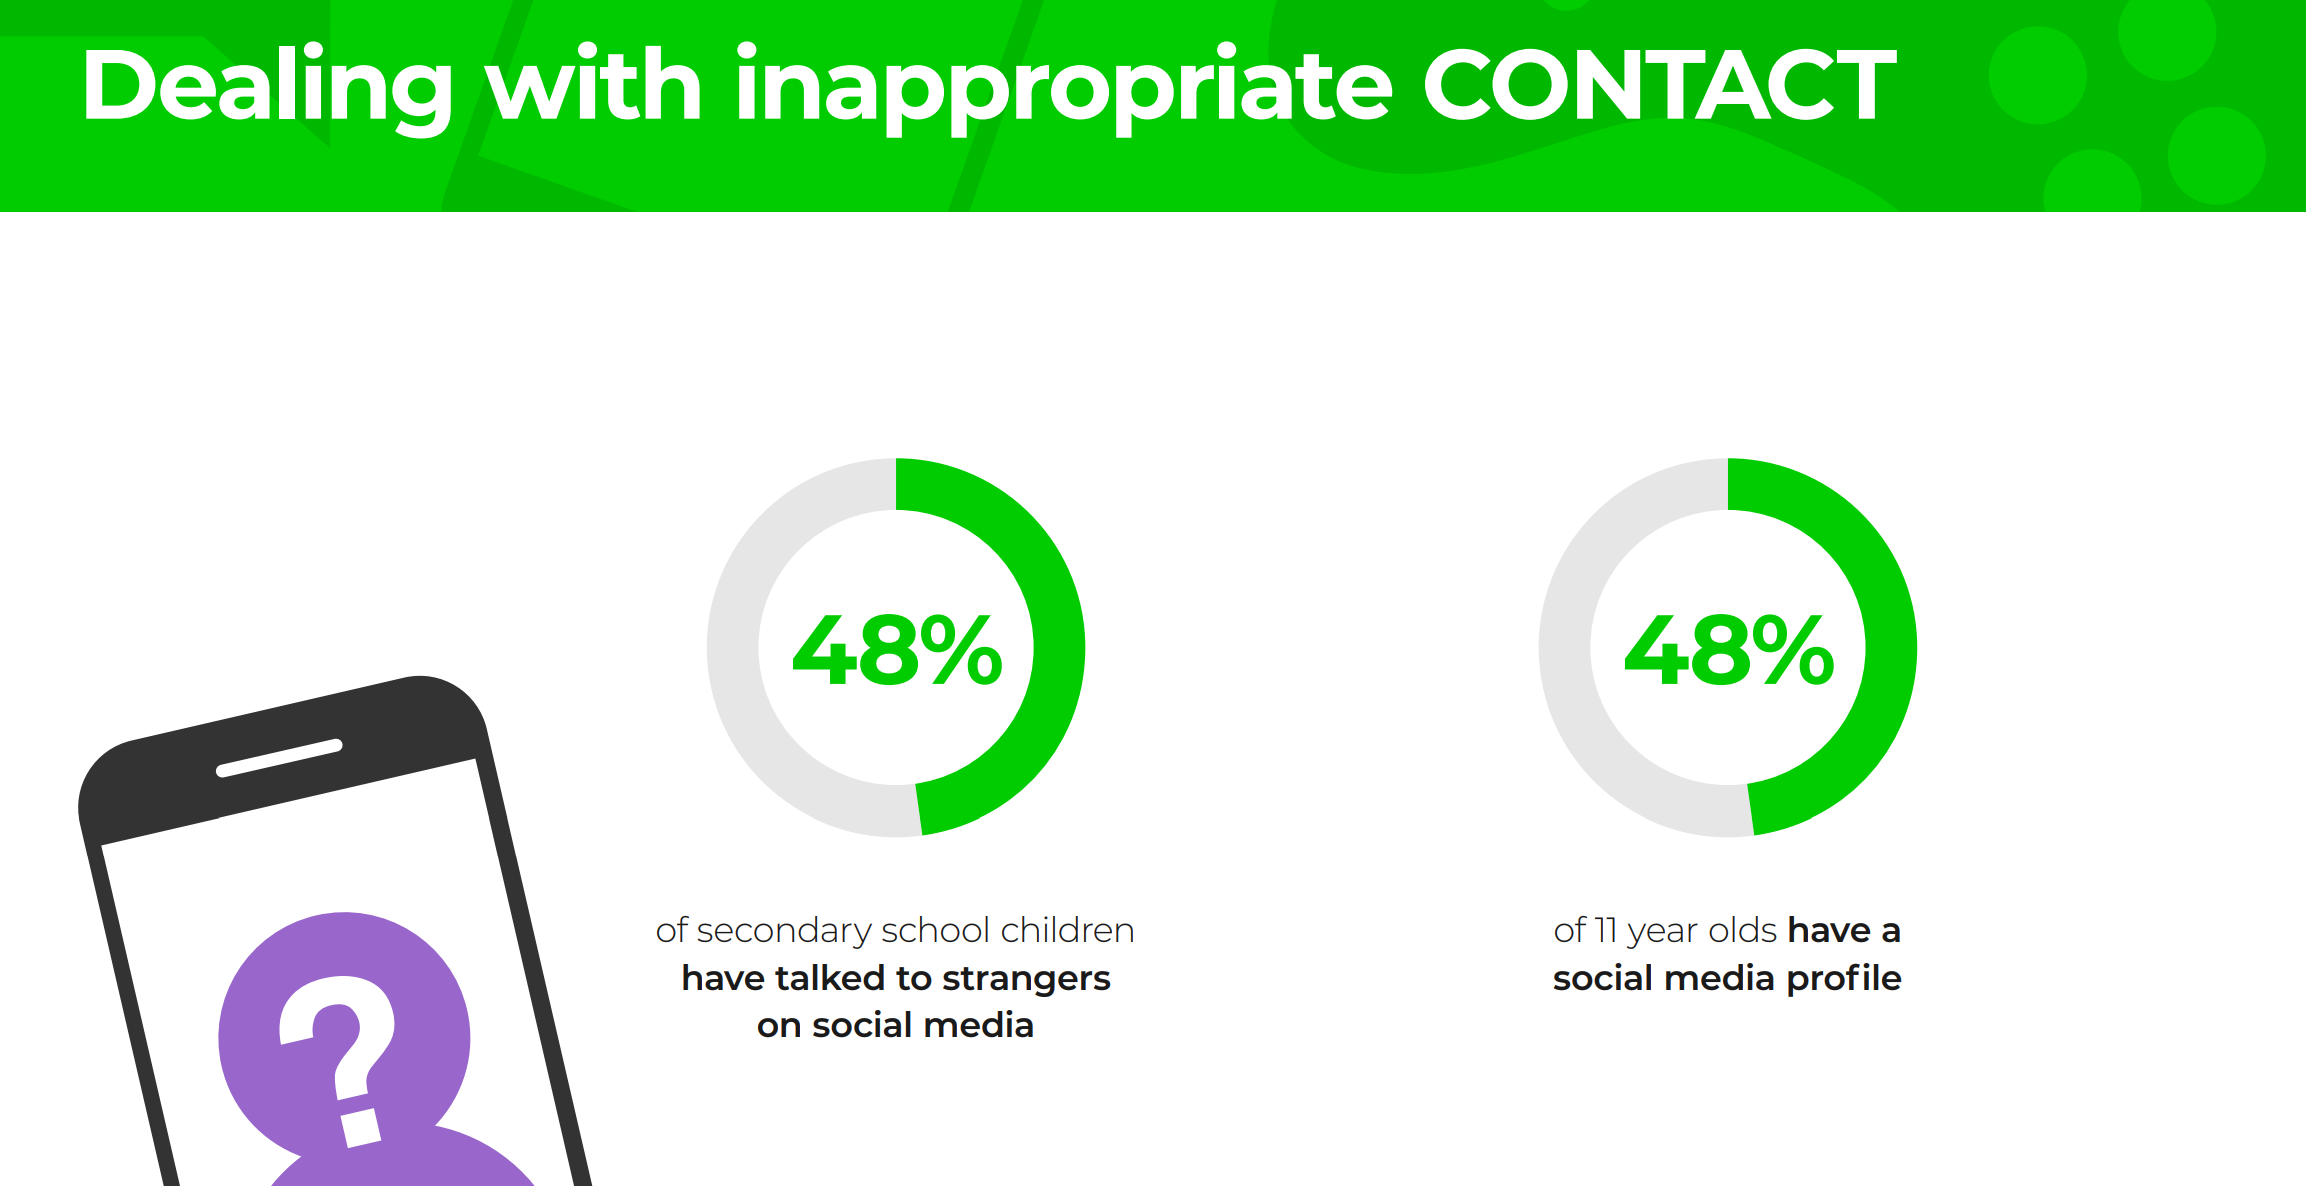 Dealing with inappropriate CONTACT
48%
of secondary school children
have talked to strangers
on social media
48%
of 11 year olds have a
social media profile
?